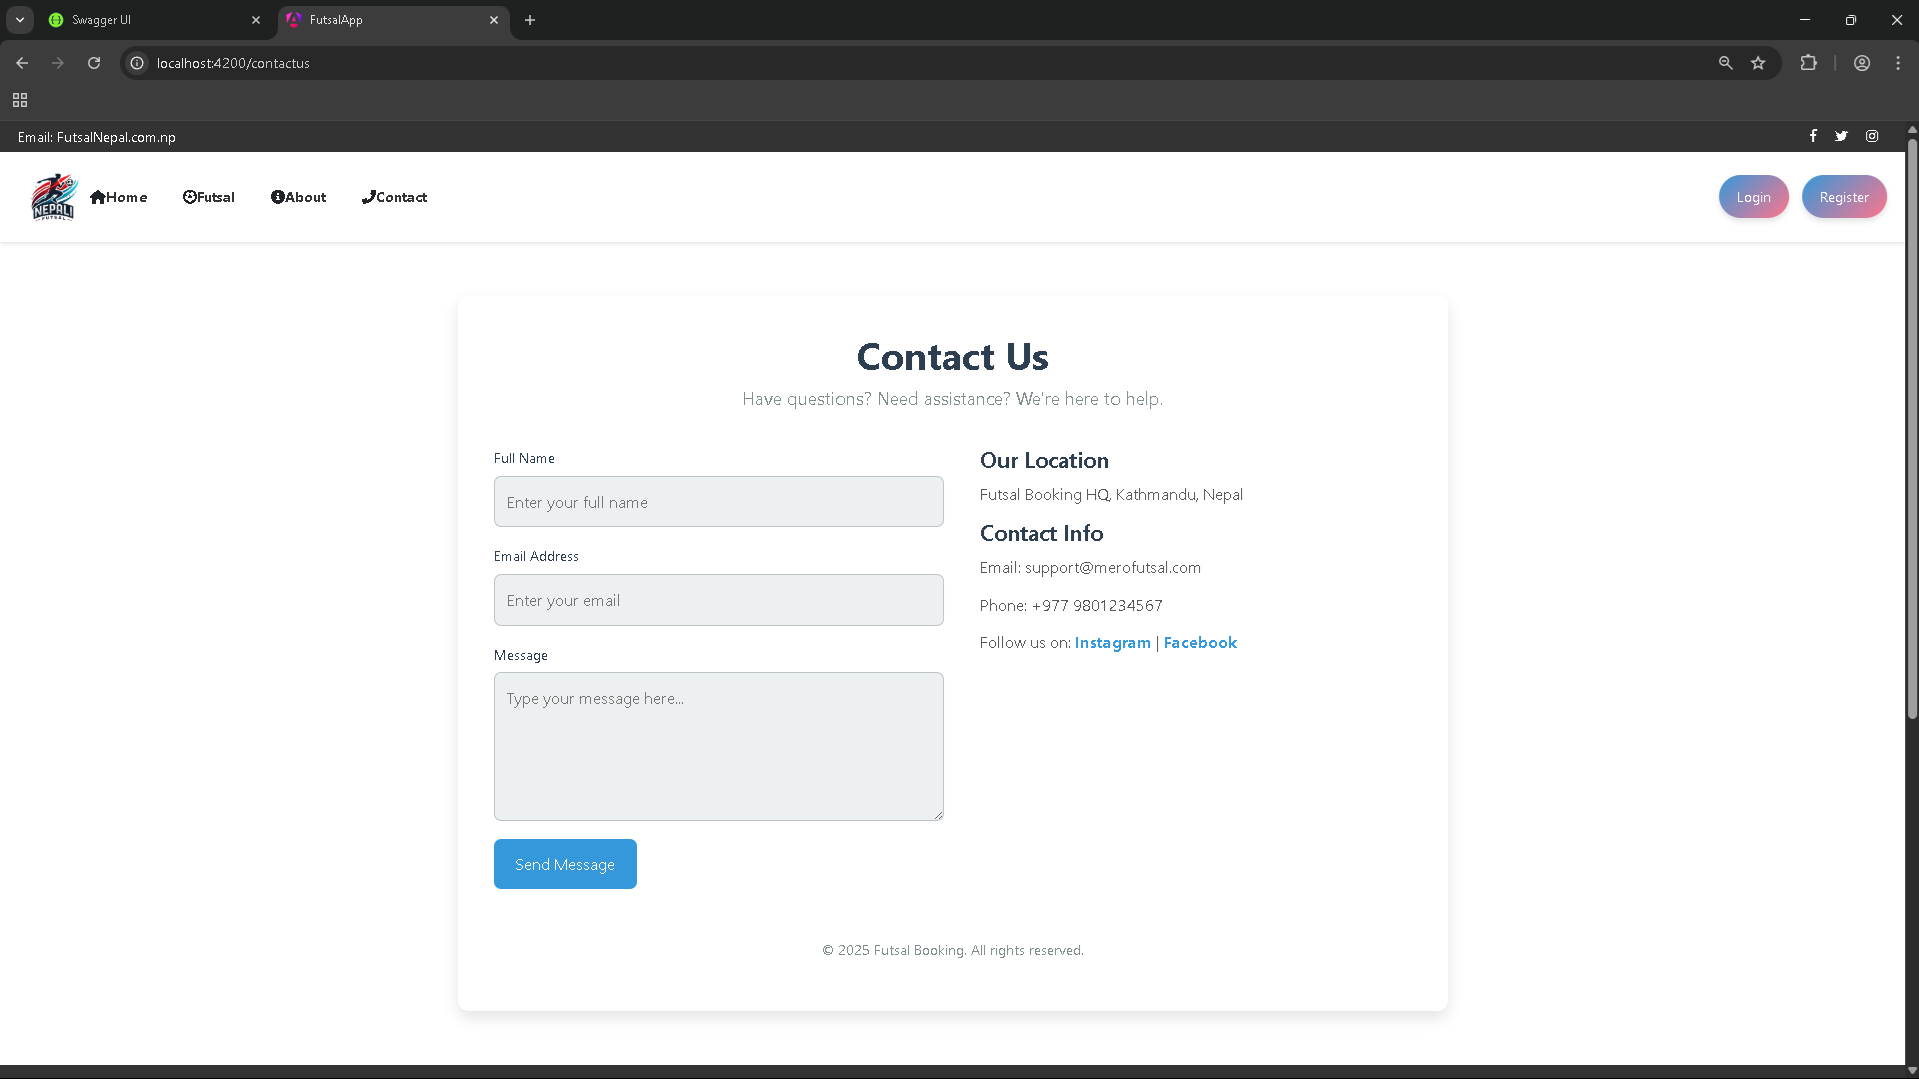 Swagger UI
FutsalApp
localhost:4200/contactus
Email: FutsalNepal.com.np
NEPALI
FUTSAL
Home
Futsal
About
Contact
Login
Register
Contact Us
Have questions? Need assistance? We're here to help.
Full Name
Enter your full name
Email Address
Enter your email
Message
Type your message here...
Send Message
Our Location
Futsal Booking HQ, Kathmandu, Nepal
Contact Info
Email: support@merofutsal.com
Phone: +977 9801234567
Follow us on: Instagram | Facebook
© 2025 Futsal Booking. All rights reserved.